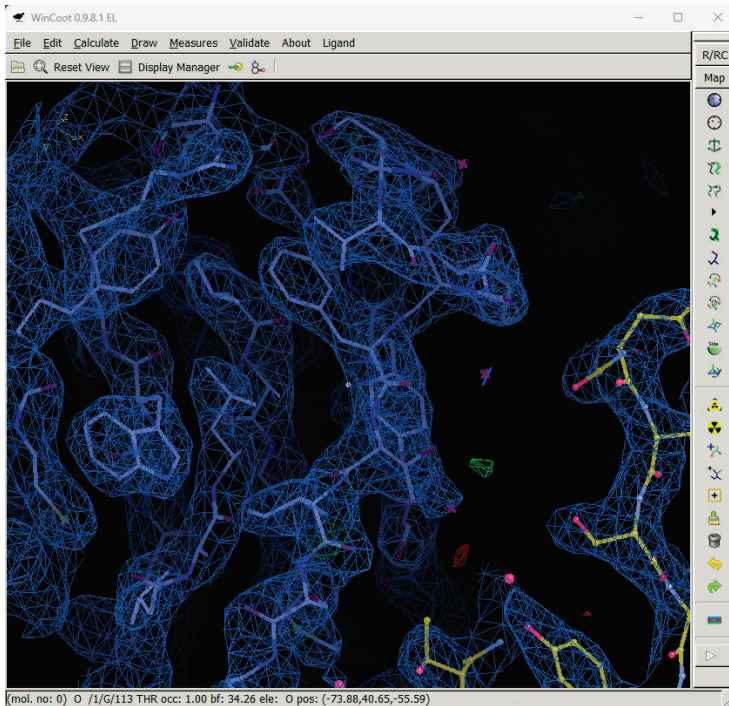 WinCoot 0.9.8.1 EL
File Edit Calculate Draw Measures Validate About Ligand
Reset View Display Manager
R/RC
Map
Side
(mol. no: 0) O /1/G/113 THR occ: 1.00 bf: 34.26 ele: O pos: (-73.88,40.65,-55.59)